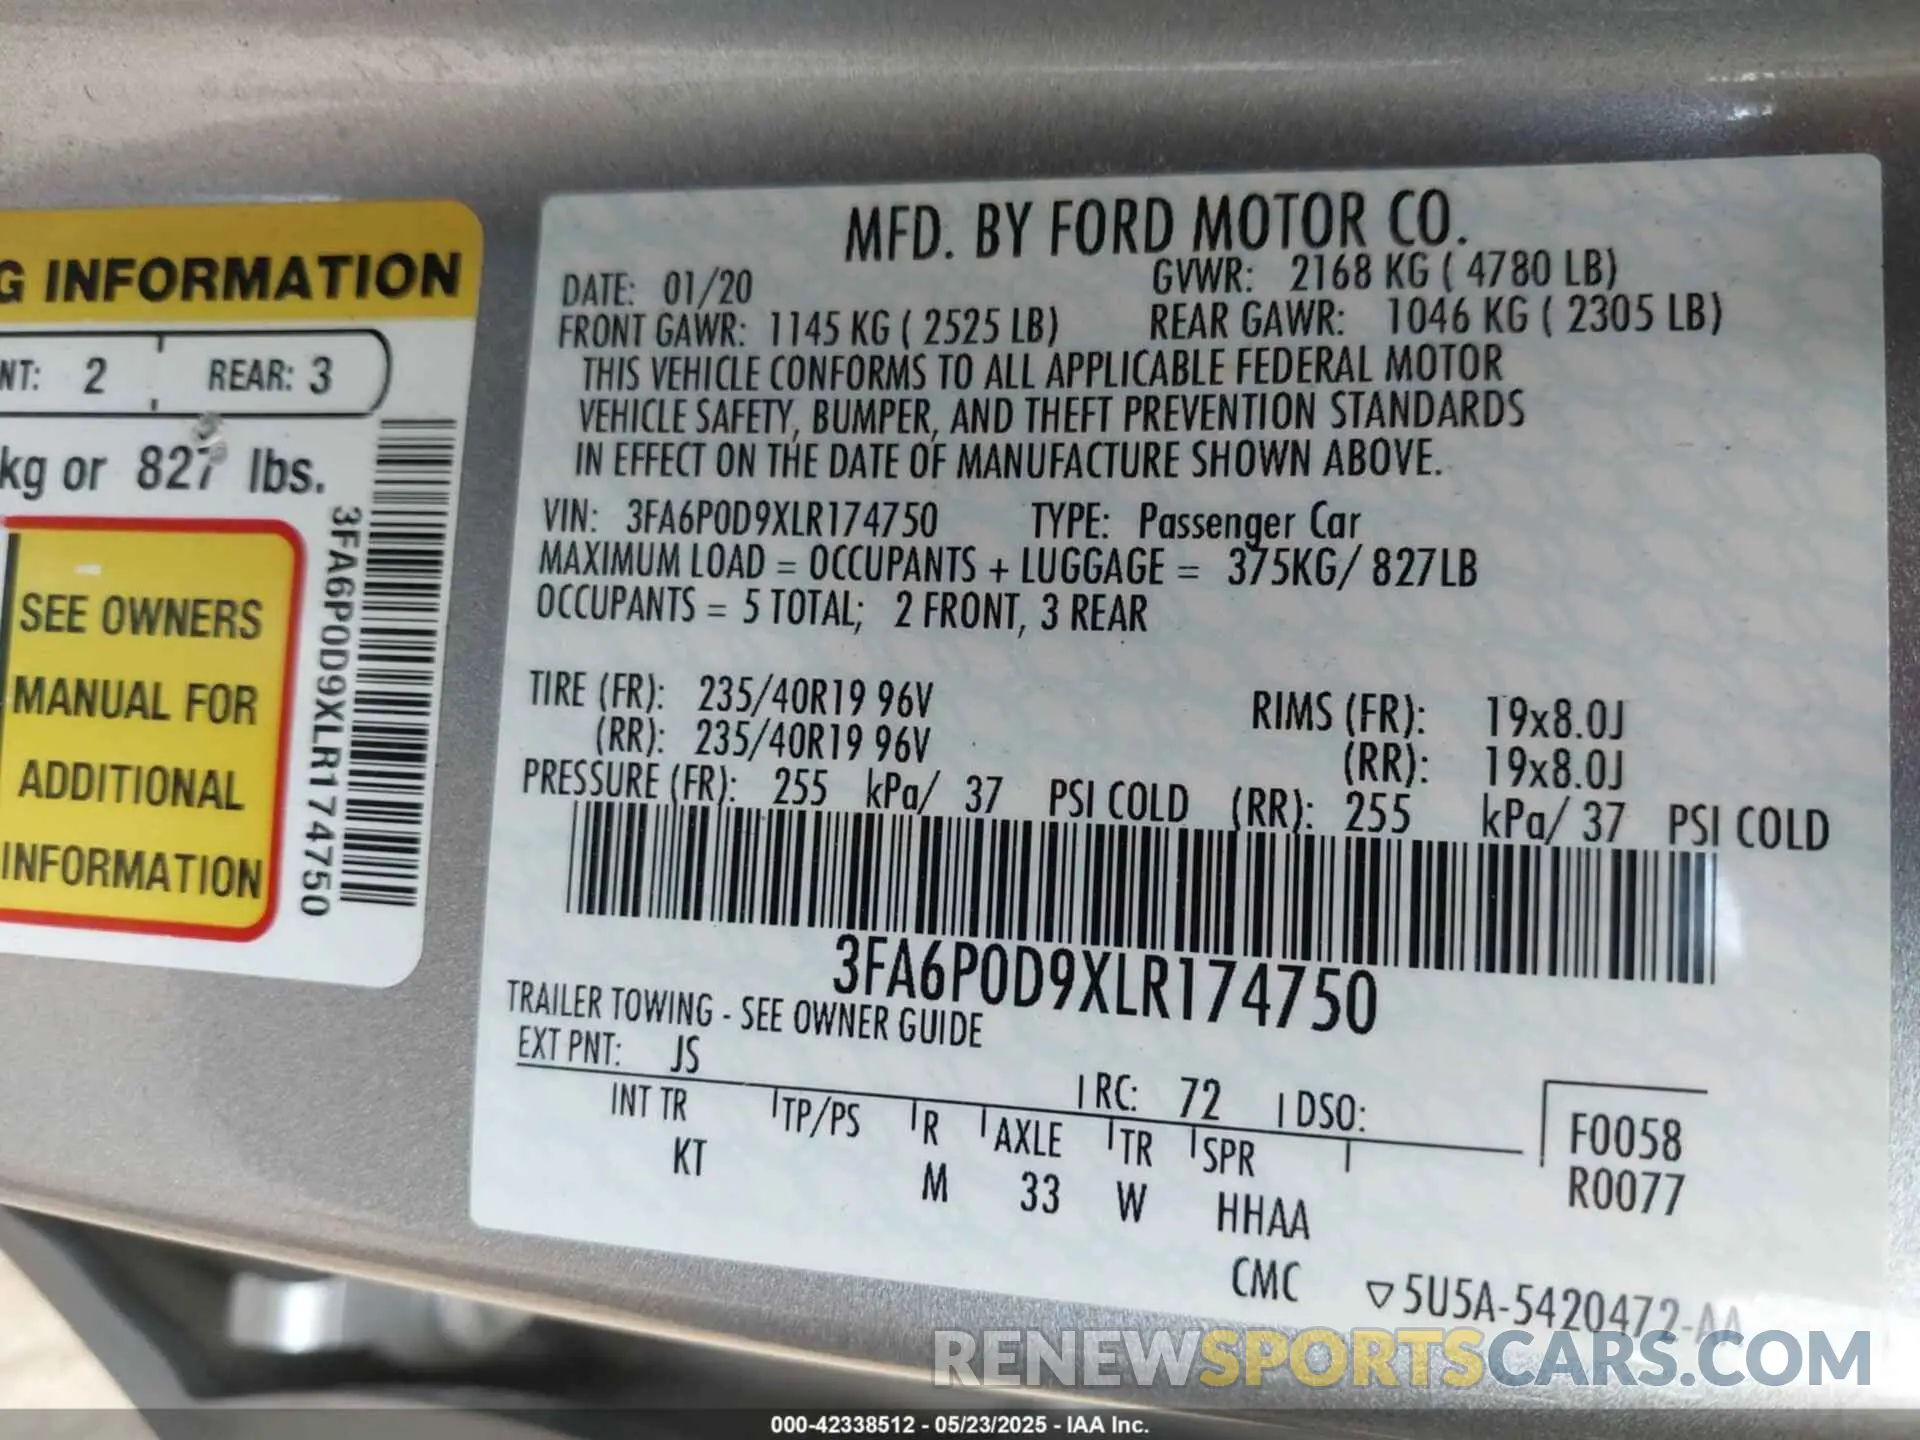 G INFORMATION
NT: 2 REAR: 3
kg or 827 lbs.
SEE OWNERS
MANUAL FOR
ADDITIONAL
INFORMATION
3FA6P0D9XLR174750
MFD. BY FORD MOTOR CO.
DATE: 01/20 GVWR: 2168 KG ( 4780 LB)
FRONT GAWR: 1145 KG ( 2525 LB) REAR GAWR: 1046 KG ( 2305 LB)
THIS VEHICLE CONFORMS TO ALL APPLICABLE FEDERAL MOTOR
VEHICLE SAFETY, BUMPER, AND THEFT PREVENTION STANDARDS
IN EFFECT ON THE DATE OF MANUFACTURE SHOWN ABOVE.
VIN: 3FA6P0D9XLR174750 TYPE: Passenger Car
MAXIMUM LOAD = OCCUPANTS + LUGGAGE = 375KG/ 827LB
OCCUPANTS = 5 TOTAL; 2 FRONT, 3 REAR
TIRE (FR): 235/40R19 96V RIMS (FR): 19x8.0J
(RR): 235/40R19 96V (RR): 19x8.0J
PRESSURE (FR): 255 kPa/ 37 PSI COLD (RR): 255 kPa/ 37 PSI COLD
3FA6P0D9XLR174750
TRAILER TOWING - SEE OWNER GUIDE
EXT PNT: JS RC: 72 DSO:
INT TR TP/PS R AXLE TR SPR
KT M 33 W HHAA
F0058
R0077
CMC ▽5U5A-5420472-AA
RENEWSPORTSCARS.COM
000-42338512 - 05/23/2025 - IAA Inc.